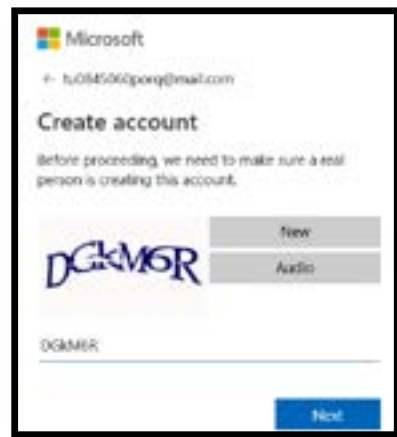 Microsoft
Create account
Before proceeding, we need to make sure a real
person is creating this account.
New
DGkM6R
Audio
DGkM6R
Next